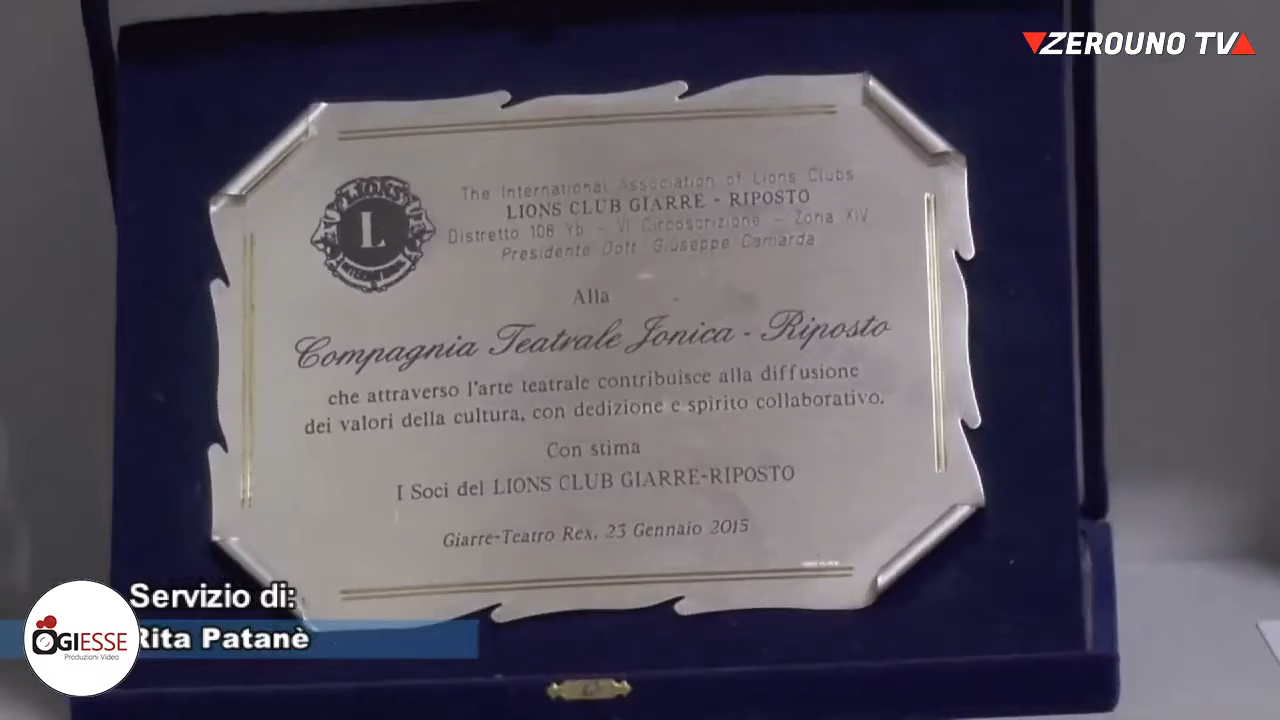 ZEROUNO TV
LIONS
L
INTERNATIONAL
The International Association of Lions Clubs
LIONS CLUB GIARRE - RIPOSTO
Distretto 108 Yb - VI Circoscrizione - Zona XIV
Presidente Dott. Giuseppe Camarda
Alla
Compagnia Teatrale Jonica - Riposto
che attraverso l'arte teatrale contribuisce alla diffusione
dei valori della cultura, con dedizione e spirito collaborativo.
Con stima
I Soci del LIONS CLUB GIARRE-RIPOSTO
Giarre-Teatro Rex, 23 Gennaio 2015
Servizio di:
Rita Patanè
OGIESSE
Produzioni Video